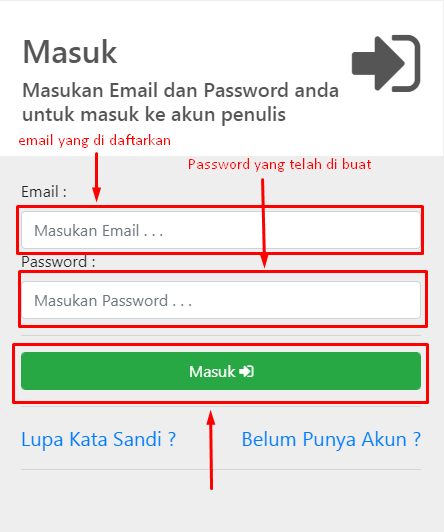 Masuk
Masukan Email dan Password anda
untuk masuk ke akun penulis
email yang di daftarkan
Password yang telah di buat
Email :
Masukan Email . . .
Password :
Masukan Password . . .
Masuk
Lupa Kata Sandi ?
Belum Punya Akun ?